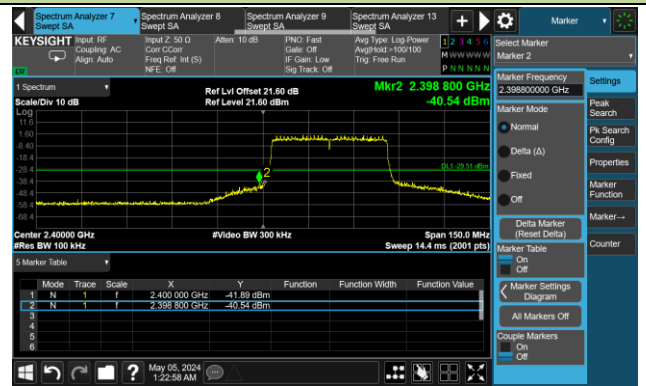 Spectrum Analyzer 7
Swept SA
Spectrum Analyzer 8
Swept SA
Spectrum Analyzer 9
Swept SA
Spectrum Analyzer 13
Swept SA
+
Marker
KEYSIGHT
Input: RF
Coupling: AC
Align: Auto
Input Z: 50 Ω
Corr CCorr
Freq Ref: Int (S)
NFE: Off
Atten: 10 dB
PNO: Fast
Gate: Off
IF Gain: Low
Sig Track: Off
Avg Type: Log-Power
Avg|Hold:>100/100
Trig: Free Run
1 2 3 4 5 6
M W W W W W
P N N N N N
LW
Select Marker
Marker 2
1 Spectrum
Scale/Div 10 dB
Log
Ref Lvl Offset 21.60 dB
Ref Level 21.60 dBm
Mkr2 2.398 800 GHz
-40.54 dBm
11.6
1.60
-8.40
-18.4
-28.4
-38.4
-48.4
-58.4
-68.4
2
DL1 -29.51 dBm
Center 2.40000 GHz
#Res BW 100 kHz
#Video BW 300 kHz
Span 150.0 MHz
Sweep 14.4 ms (2001 pts)
5 Marker Table
Mode Trace Scale X Y Function Function Width Function Value
1 N 1 f 2.400 000 GHz -41.89 dBm
2 N 1 f 2.398 800 GHz -40.54 dBm
3
4
5
6
Marker Frequency
2.398800000 GHz
Marker Mode
Normal
Delta (Δ)
Fixed
Off
Delta Marker
(Reset Delta)
Marker Table
On
Off
Marker Settings
Diagram
All Markers Off
Couple Markers
On
Off
Settings
Peak
Search
Pk Search
Config
Properties
Marker
Function
Marker→
Counter
?
May 05, 2024
1:22:58 AM